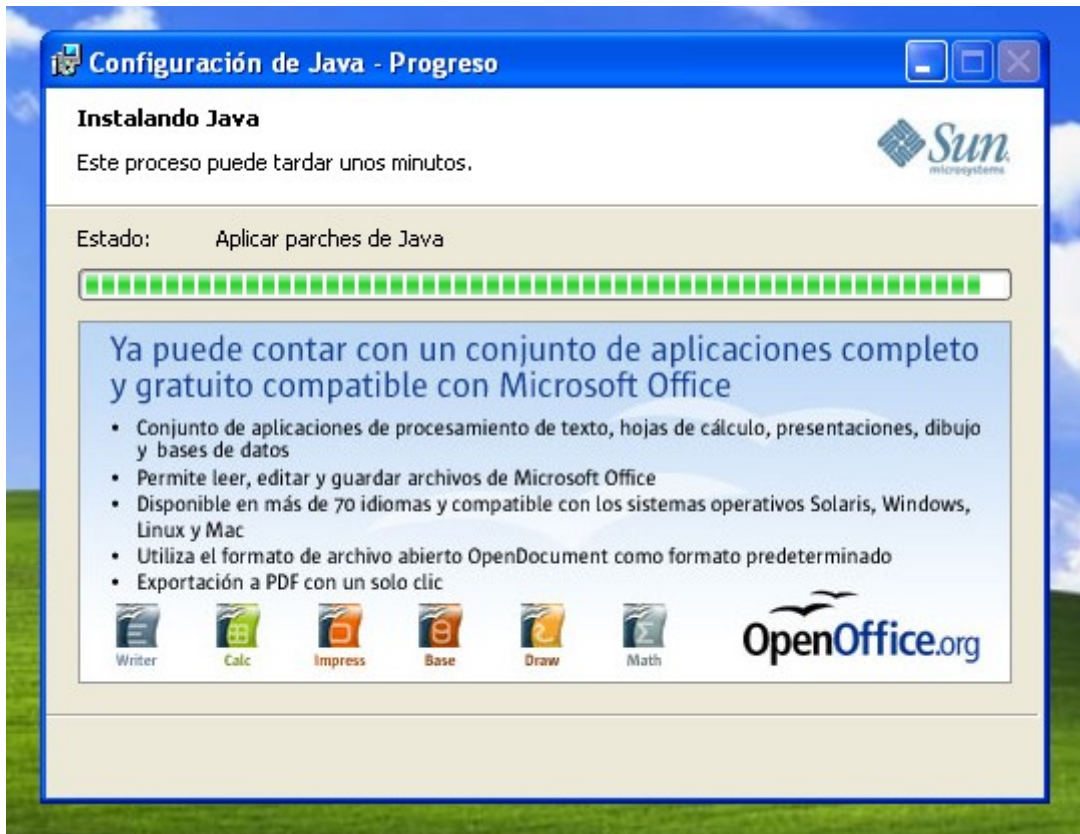 Configuración de Java - Progreso
Instalando Java
Este proceso puede tardar unos minutos.
Sun
microsystems
Estado: Aplicar parches de Java
Ya puede contar con un conjunto de aplicaciones completo
y gratuito compatible con Microsoft Office
• Conjunto de aplicaciones de procesamiento de texto, hojas de cálculo, presentaciones, dibujo
y bases de datos
• Permite leer, editar y guardar archivos de Microsoft Office
• Disponible en más de 70 idiomas y compatible con los sistemas operativos Solaris, Windows,
Linux y Mac
• Utiliza el formato de archivo abierto OpenDocument como formato predeterminado
• Exportación a PDF con un solo clic
Writer Calc Impress Base Draw Math
OpenOffice.org